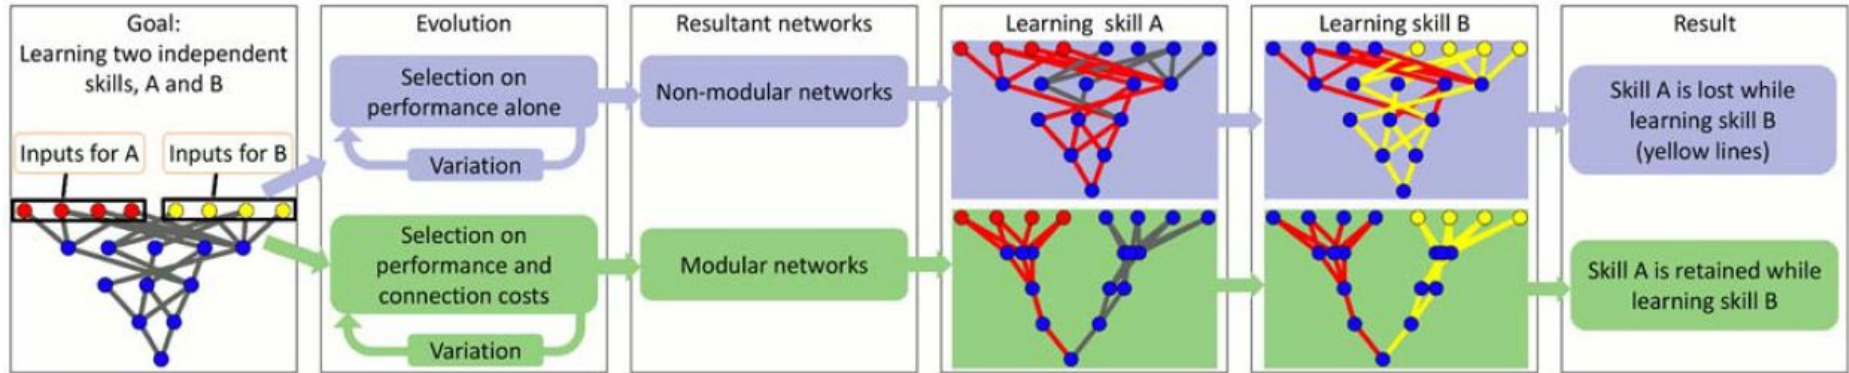 Goal:
Learning two independent
skills, A and B
Inputs for A
Inputs for B
Evolution
Selection on
performance alone
Variation
Selection on
performance and
connection costs
Variation
Resultant networks
Non-modular networks
Modular networks
Learning skill A
Learning skill B
Result
Skill A is lost while
learning skill B
(yellow lines)
Skill A is retained while
learning skill B